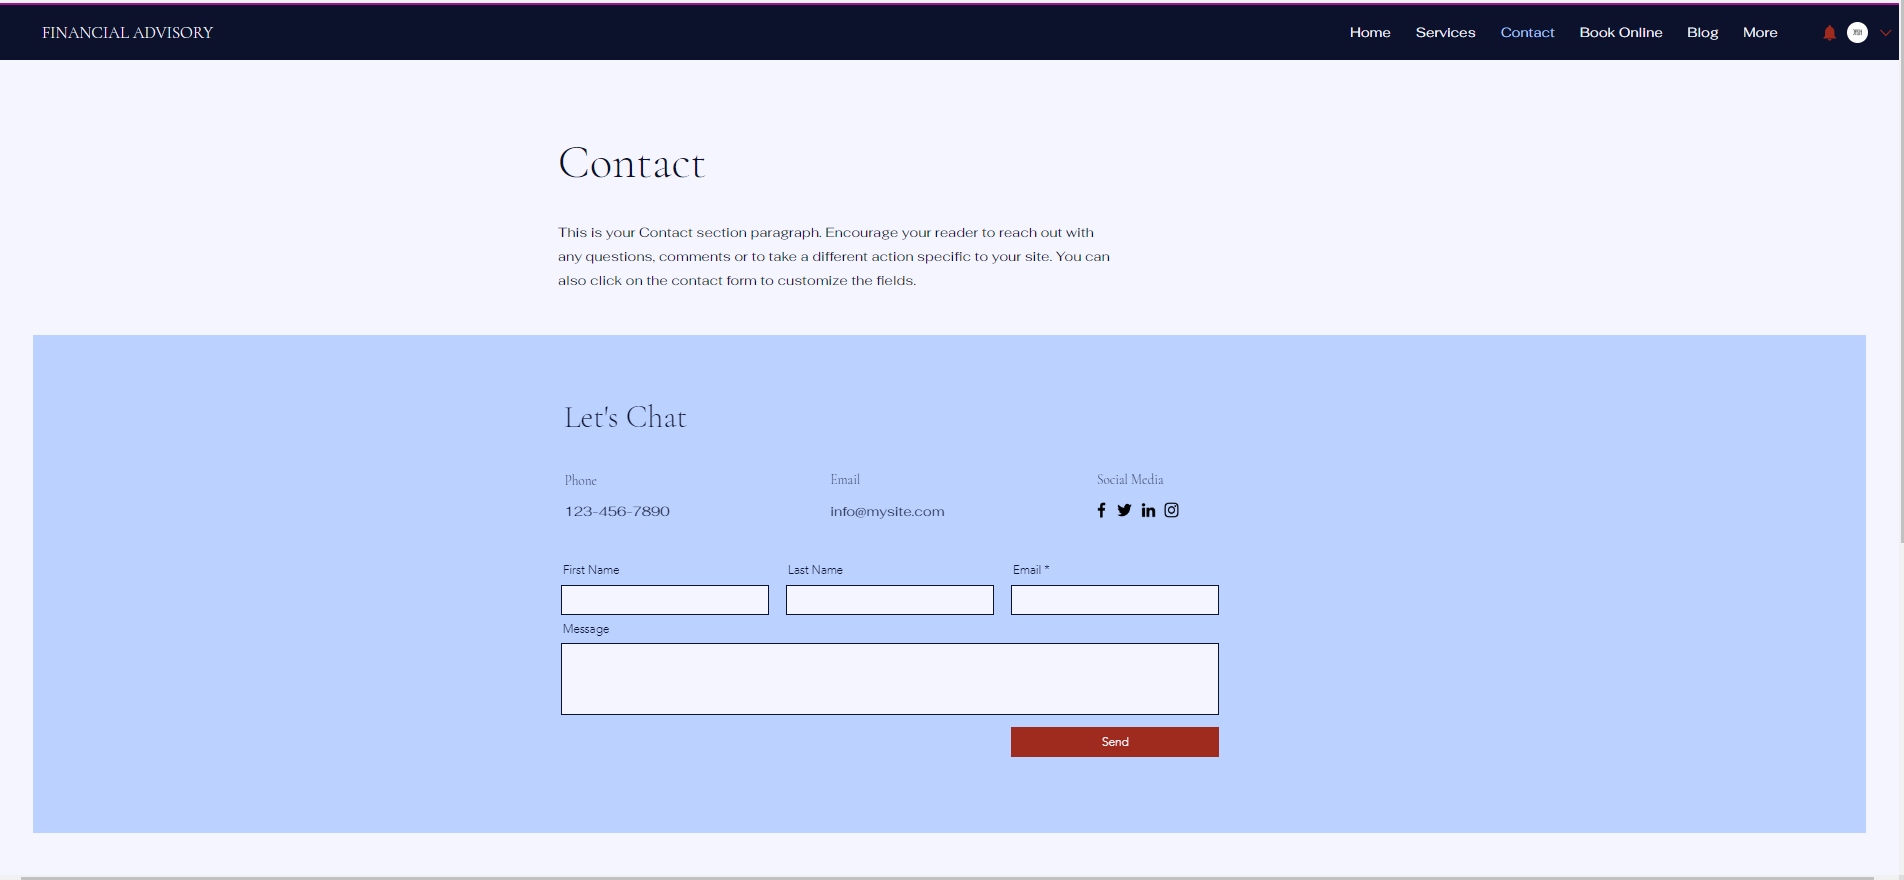 FINANCIAL ADVISORY
Home Services Contact Book Online Blog More
Contact
This is your Contact section paragraph. Encourage your reader to reach out with
any questions, comments or to take a different action specific to your site. You can
also click on the contact form to customize the fields.
Let's Chat
Phone Email Social Media
123-456-7890 info@mysite.com
First Name Last Name Email *
Message
Send